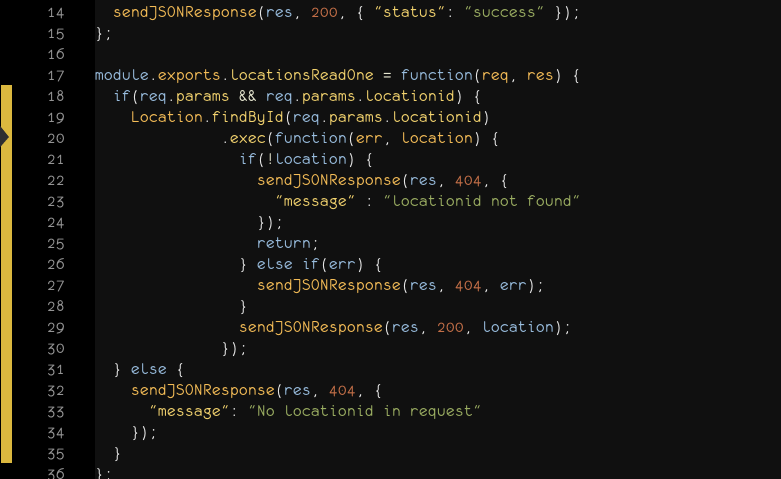 14 sendJSONResponse(res, 200, { "status": "success" });
15 };
16
17 module.exports.locationsReadOne = function(req, res) {
18 if(req.params && req.params.locationid) {
19 Location.findById(req.params.locationid)
20 .exec(function(err, location) {
21 if(!location) {
22 sendJSONResponse(res, 404, {
23 "message" : "locationid not found"
24 });
25 return;
26 } else if(err) {
27 sendJSONResponse(res, 404, err);
28 }
29 sendJSONResponse(res, 200, location);
30 });
31 } else {
32 sendJSONResponse(res, 404, {
33 "message": "No locationid in request"
34 });
35 }
36 };